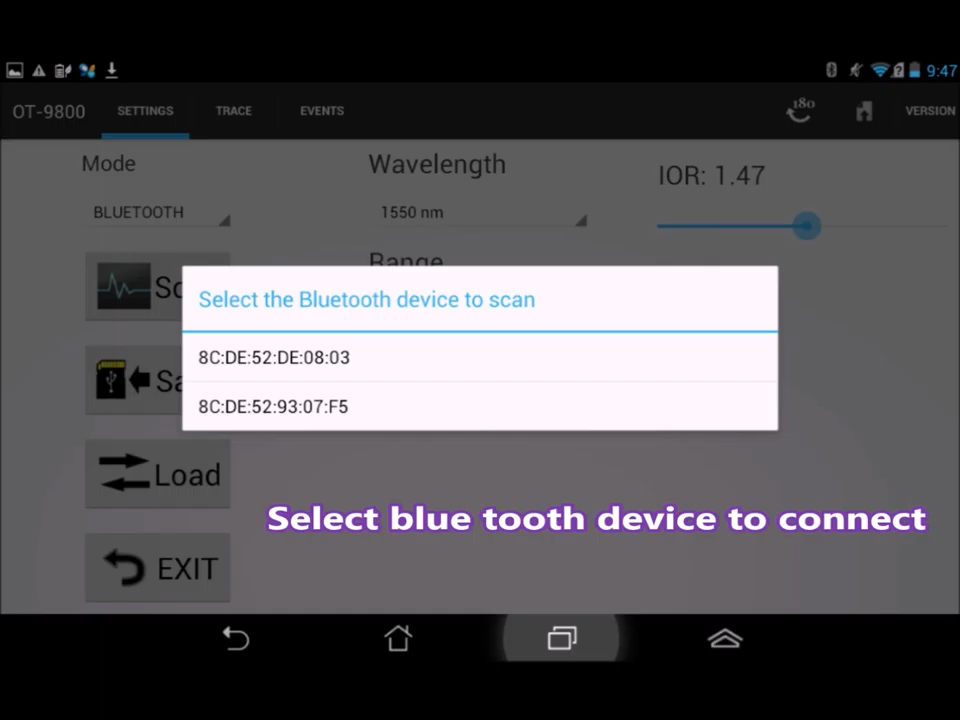 9:47
OT-9800 SETTINGS TRACE EVENTS 180 VERSION
Mode Wavelength IOR: 1.47
BLUETOOTH 1550 nm
Range
Select the Bluetooth device to scan
8C:DE:52:DE:08:03
8C:DE:52:93:07:F5
Load
Select blue tooth device to connect
EXIT